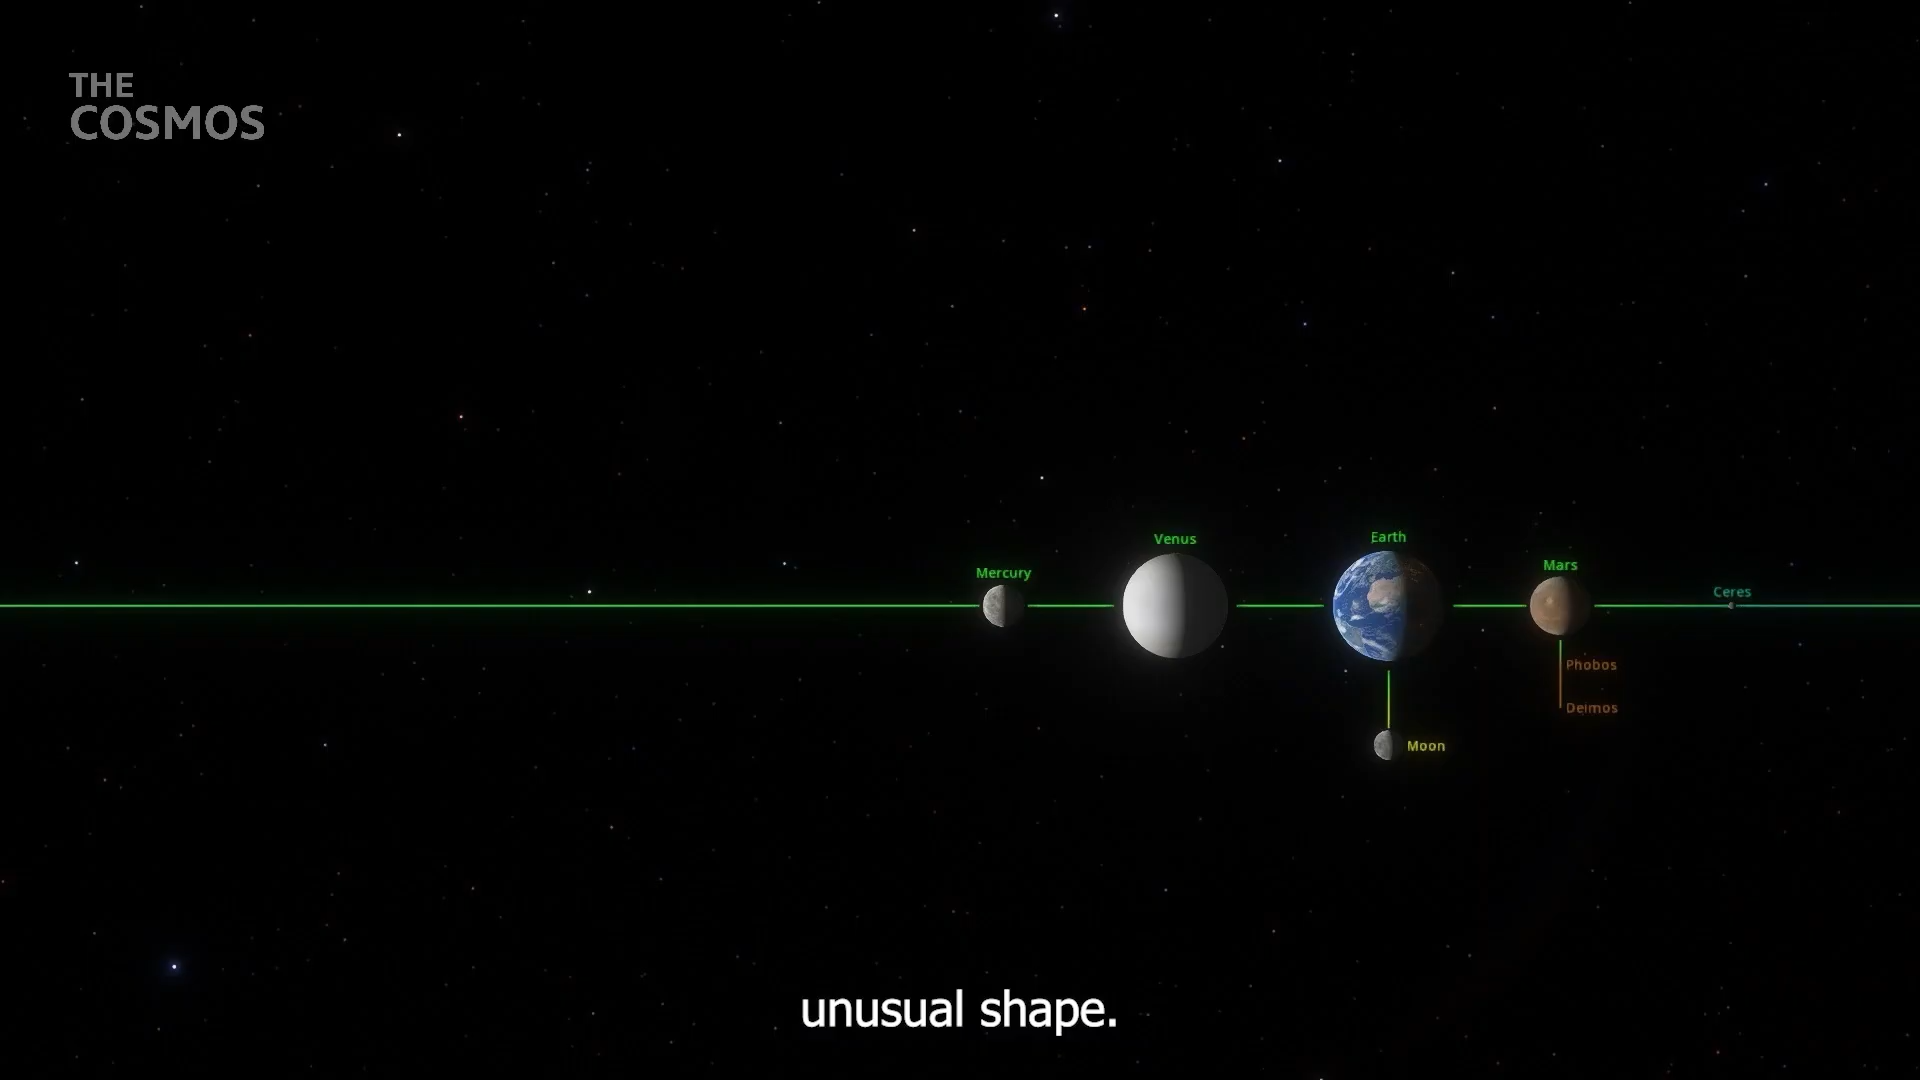 THE
COSMOS
Mercury
Venus
Earth
Mars
Ceres
Phobos
Deimos
Moon
unusual shape.